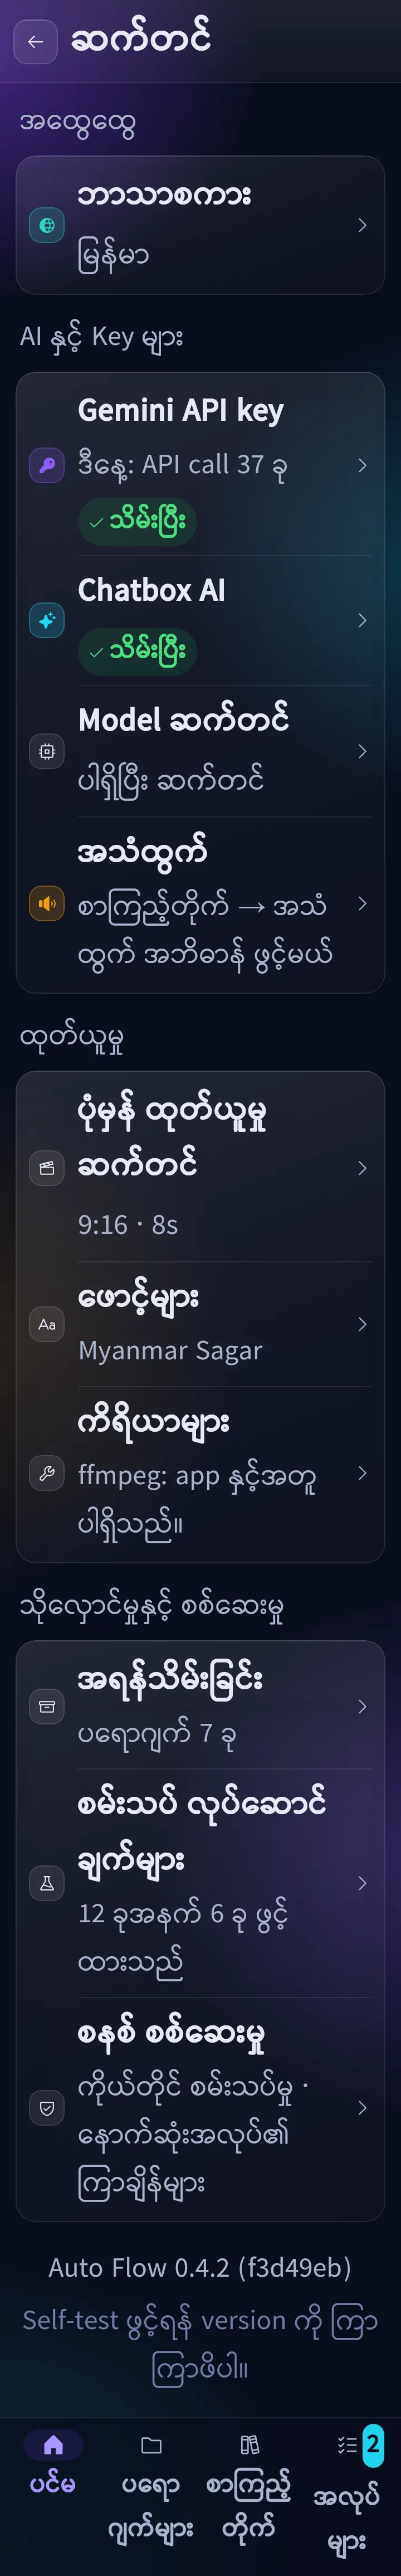 ဆက်တင်
အထွေထွေ
ဘာသာစကား
မြန်မာ
AI နှင့် Key များ
Gemini API key
ဒီနေ့: API call 37 ခု
သိမ်းပြီး
Chatbox AI
သိမ်းပြီး
Model ဆက်တင်
ပါရှိပြီး ဆက်တင်
အသံထွက်
စာကြည့်တိုက် → အသံ
ထွက် အဘိဓာန် ဖွင့်မယ်
ထုတ်ယူမှု
ပုံမှန် ထုတ်ယူမှု
ဆက်တင်
9:16 · 8s
Aa
ဖောင့်များ
Myanmar Sagar
ကိရိယာများ
ffmpeg: app နှင့်အတူ
ပါရှိသည်။
သိုလှောင်မှုနှင့် စစ်ဆေးမှု
အရန်သိမ်းခြင်း
ပရောဂျက် 7 ခု
စမ်းသပ် လုပ်ဆောင်
ချက်များ
12 ခုအနက် 6 ခု ဖွင့်
ထားသည်
စနစ် စစ်ဆေးမှု
ကိုယ်တိုင် စမ်းသပ်မှု ·
နောက်ဆုံးအလုပ်၏
ကြာချိန်များ
Auto Flow 0.4.2 (f3d49eb)
Self-test ဖွင့်ရန် version ကို ကြာ
ကြာဖိပါ။
ပင်မ
ပရော
ဂျက်များ
စာကြည့်
တိုက်
2
အလုပ်
များ